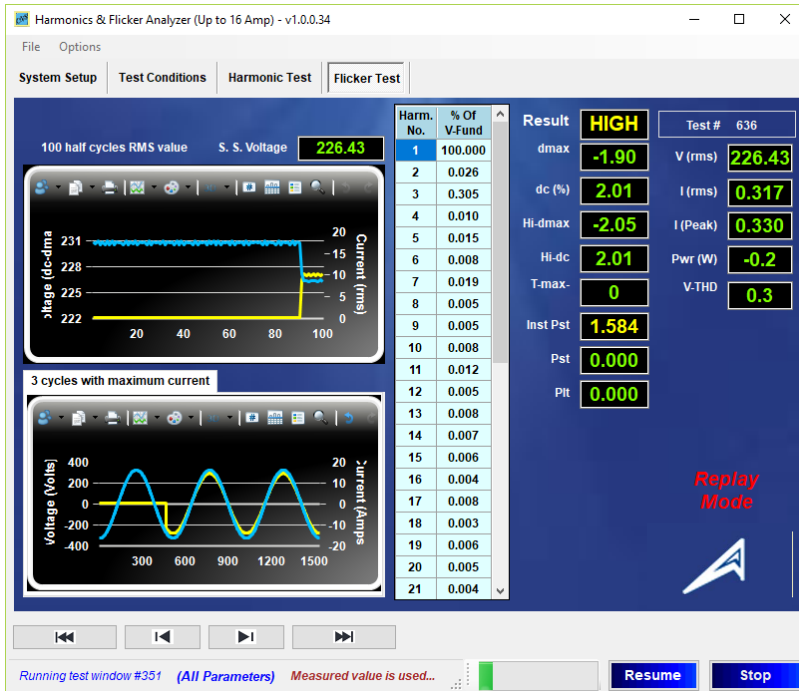 Harmonics & Flicker Analyzer (Up to 16 Amp) - v1.0.0.34
File Options
System Setup Test Conditions Harmonic Test Flicker Test
100 half cycles RMS value S. S. Voltage 226.43
ltage (dc-dma
231
228
225
222
20 40 60 80 100
20
15
10
5
0
Current (rms)
3 cycles with maximum current
Voltage (Volts)
400
200
0
-200
-400
300 600 900 1200 1500
20
10
0
-10
-20
Current (Amps
Harm. No. % Of V-Fund
1 100.000
2 0.026
3 0.305
4 0.010
5 0.015
6 0.008
7 0.019
8 0.005
9 0.005
10 0.008
11 0.012
12 0.005
13 0.008
14 0.007
15 0.006
16 0.004
17 0.008
18 0.003
19 0.006
20 0.005
21 0.004
Result HIGH
dmax -1.90
dc (%) 2.01
Hi-dmax -2.05
Hi-dc 2.01
T-max- 0
Inst Pst 1.584
Pst 0.000
Plt 0.000
Test # 636
V (rms) 226.43
I (rms) 0.317
I (Peak) 0.330
Pwr (W) -0.2
V-THD 0.3
Replay
Mode
Running test window #351 (All Parameters) Measured value is used...
Resume Stop